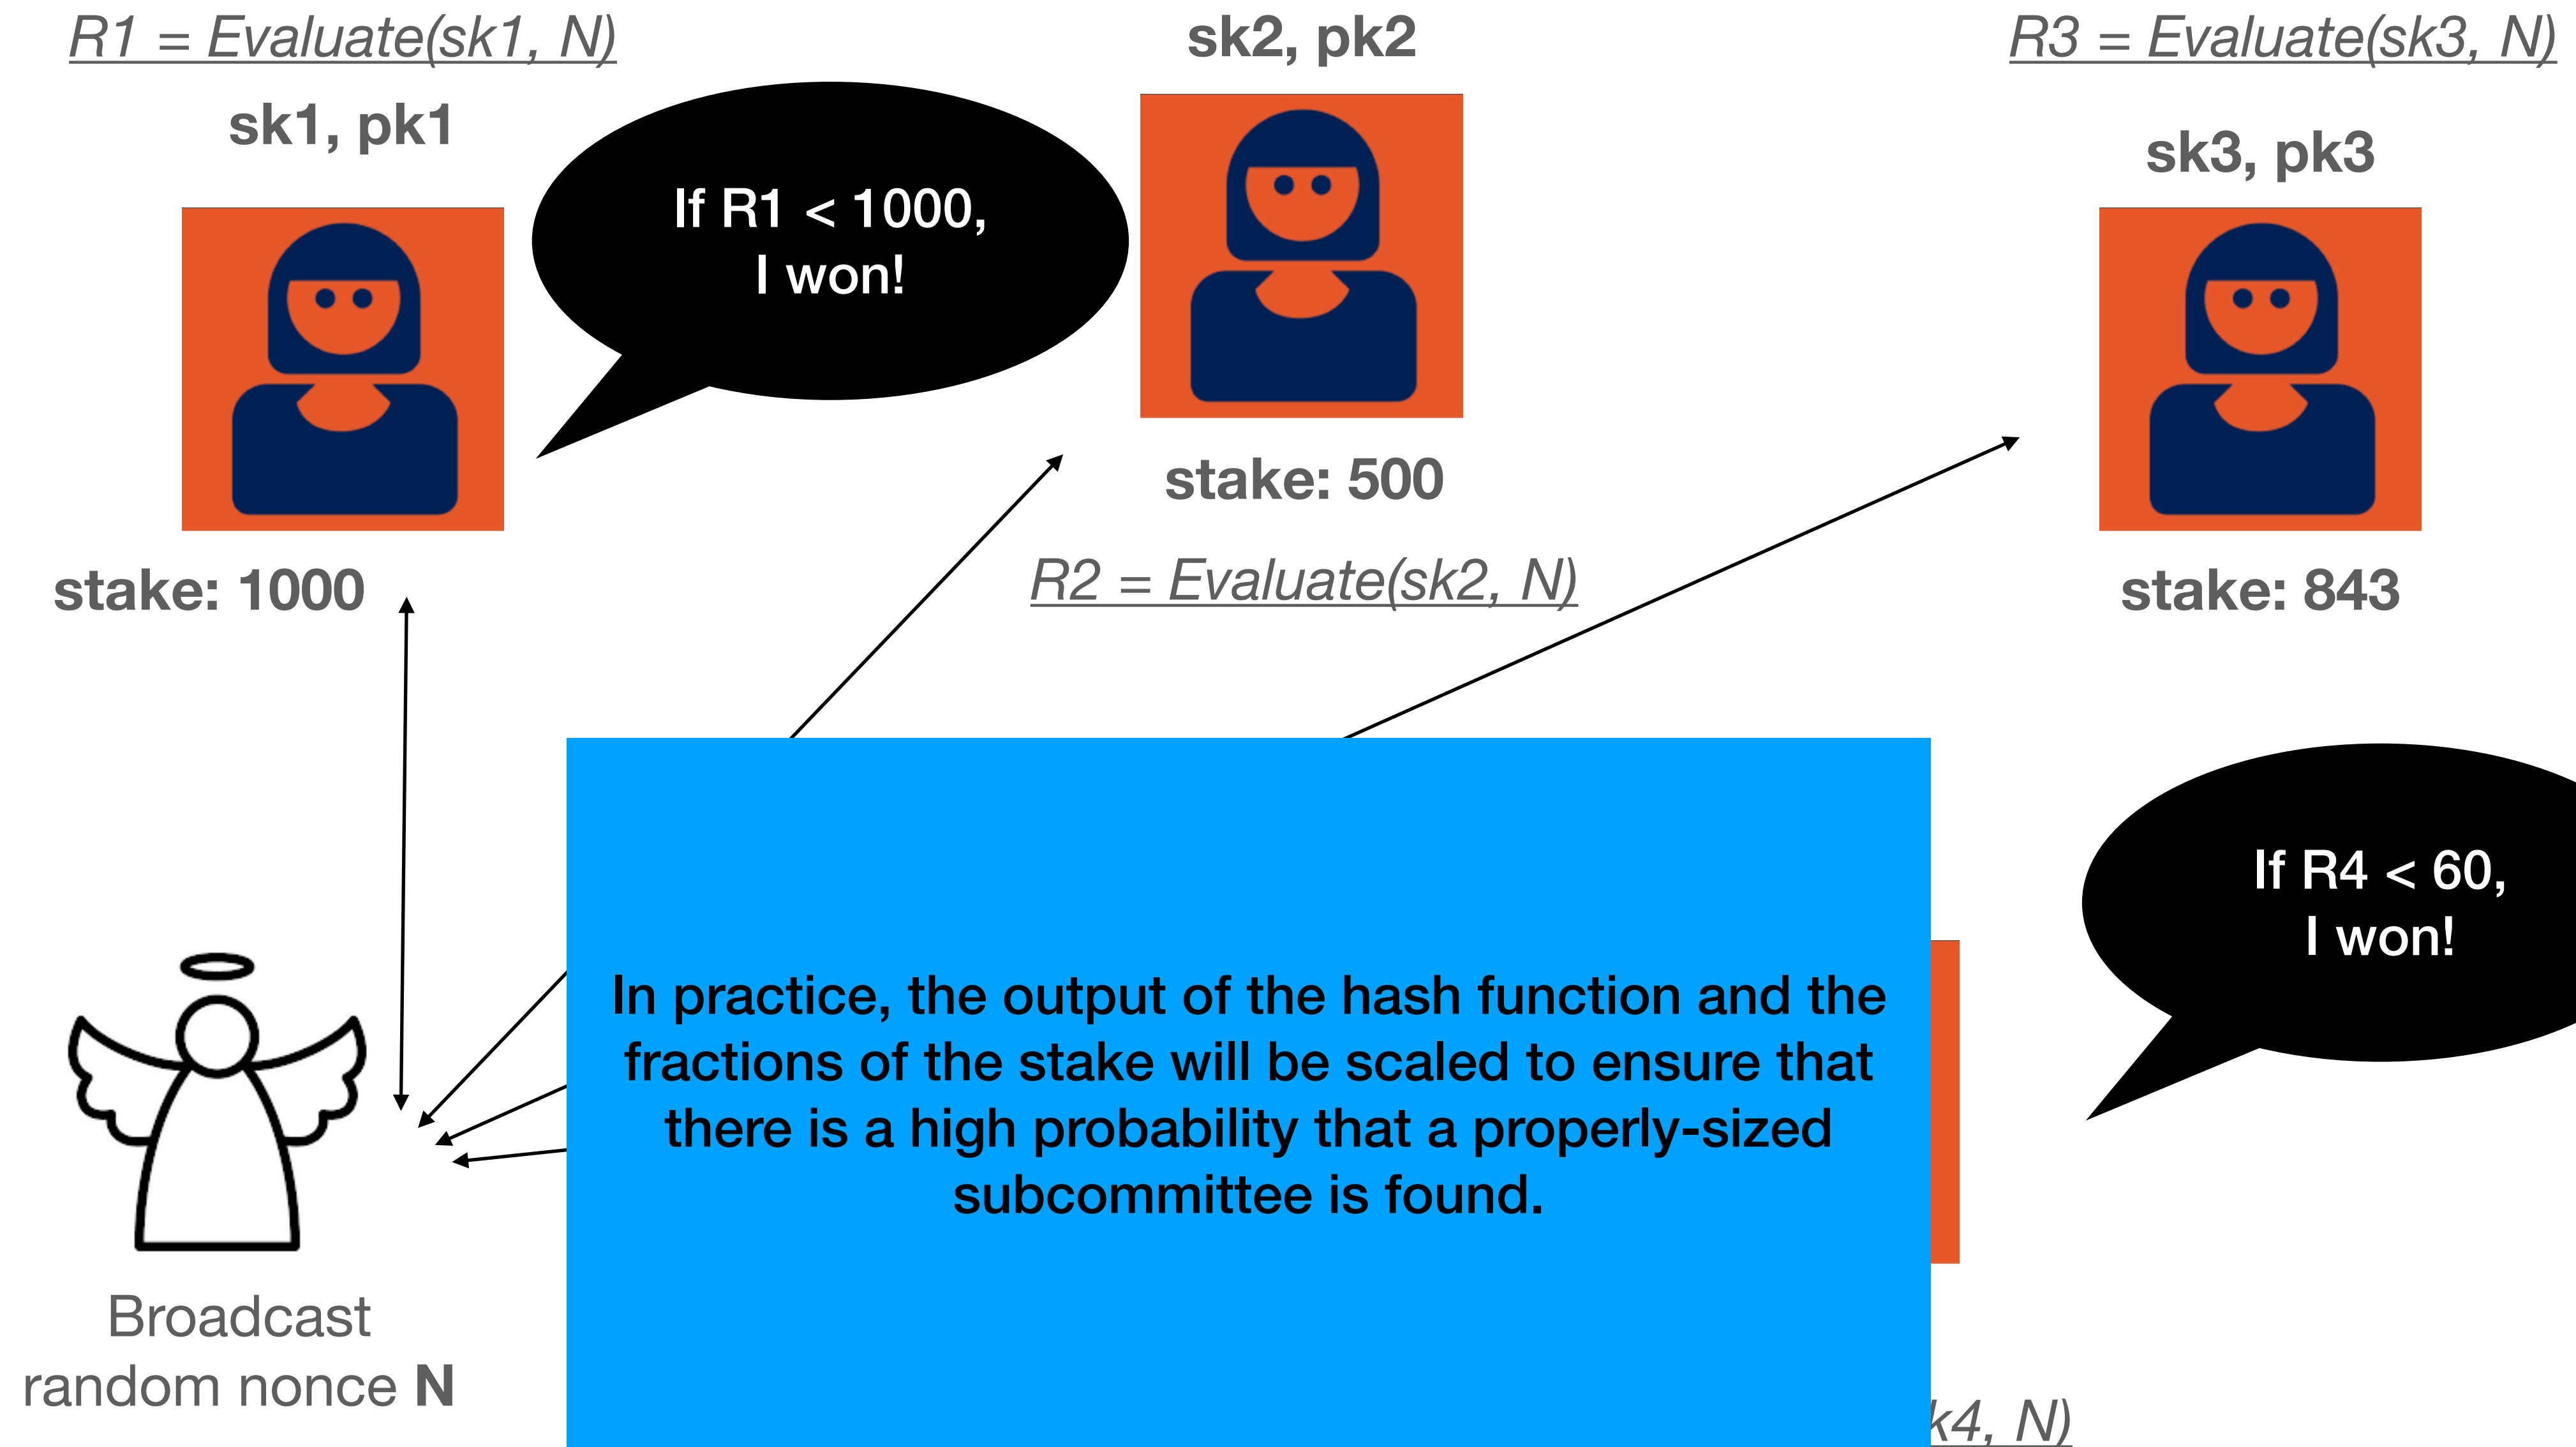 R1 = Evaluate(sk1, N)
sk1, pk1
If R1 < 1000,
I won!
stake: 1000
sk2, pk2
stake: 500
R2 = Evaluate(sk2, N)
R3 = Evaluate(sk3, N)
sk3, pk3
stake: 843
If R4 < 60,
I won!
In practice, the output of the hash function and the
fractions of the stake will be scaled to ensure that
there is a high probability that a properly-sized
subcommittee is found.
Broadcast
random nonce N
k4, N)